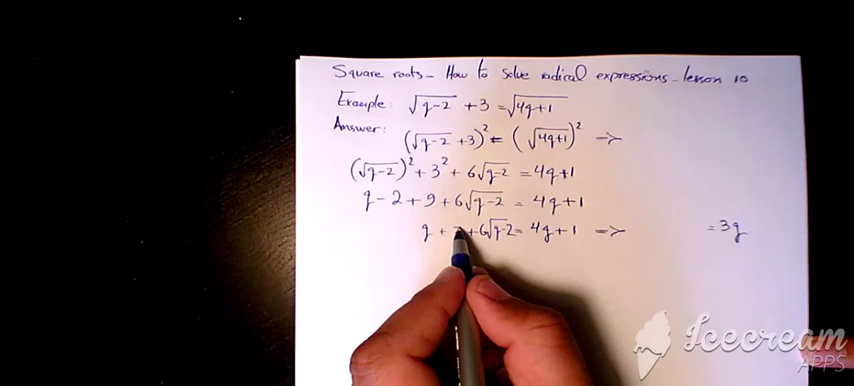 Square roots - How to solve radical expressions - lesson 10
Example: √q-2 + 3 = √4q+1
Answer: (√q-2 + 3)² = (√4q+1)² ->
(√q-2)² + 3² + 6√q-2 = 4q+1
q - 2 + 9 + 6√q-2 = 4q+1
q + + 6√q-2 = 4q+1 -> = 3q
Icecream
APPS